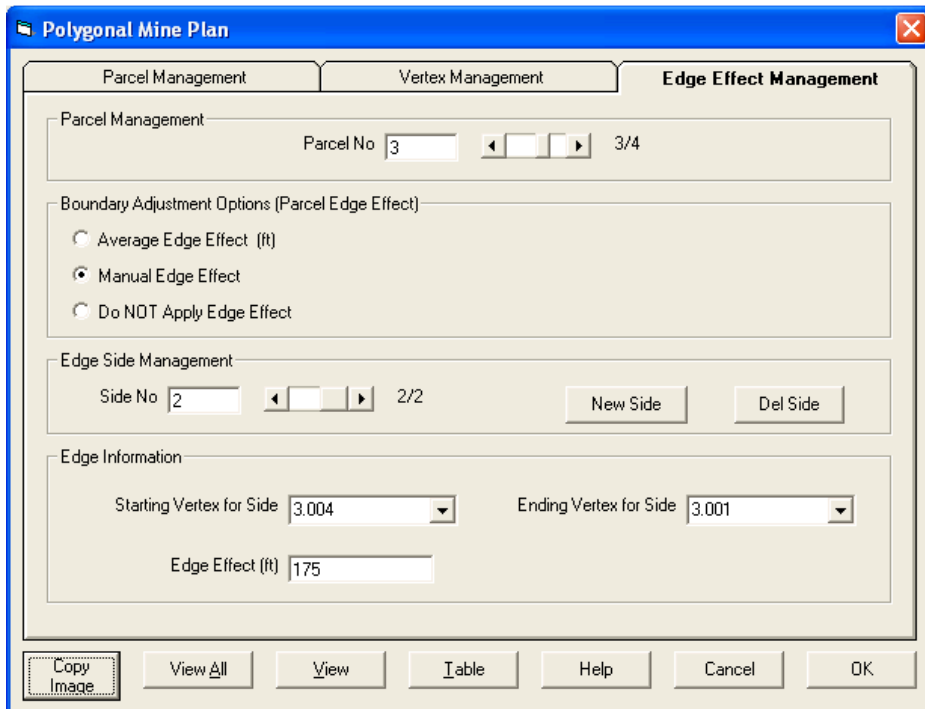 Polygonal Mine Plan
Parcel Management Vertex Management Edge Effect Management
Parcel Management
Parcel No 3 3/4
Boundary Adjustment Options (Parcel Edge Effect)
Average Edge Effect (ft)
Manual Edge Effect
Do NOT Apply Edge Effect
Edge Side Management
Side No 2 2/2 New Side Del Side
Edge Information
Starting Vertex for Side 3.004 Ending Vertex for Side 3.001
Edge Effect (ft) 175
Copy
Image
View All View Table Help Cancel OK